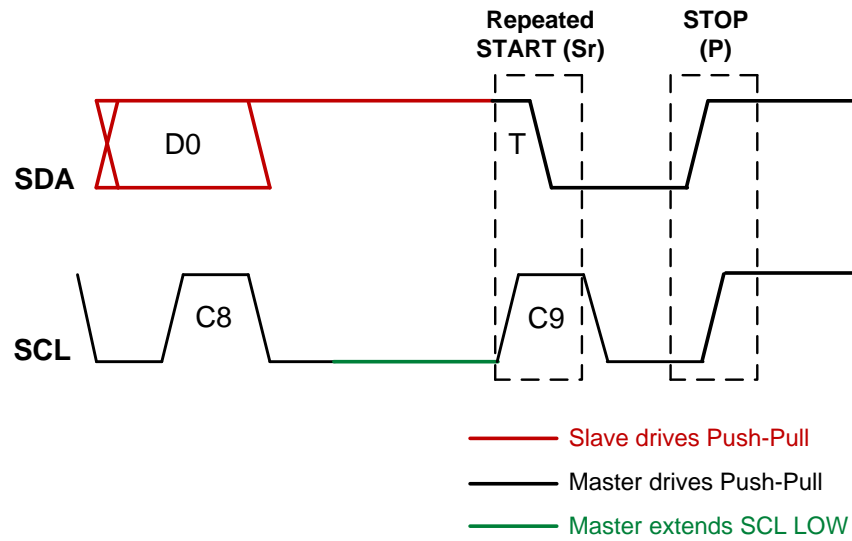 Repeated
START (Sr)
STOP
(P)
SDA
D0
T
SCL
C8
C9
Slave drives Push-Pull
Master drives Push-Pull
Master extends SCL LOW